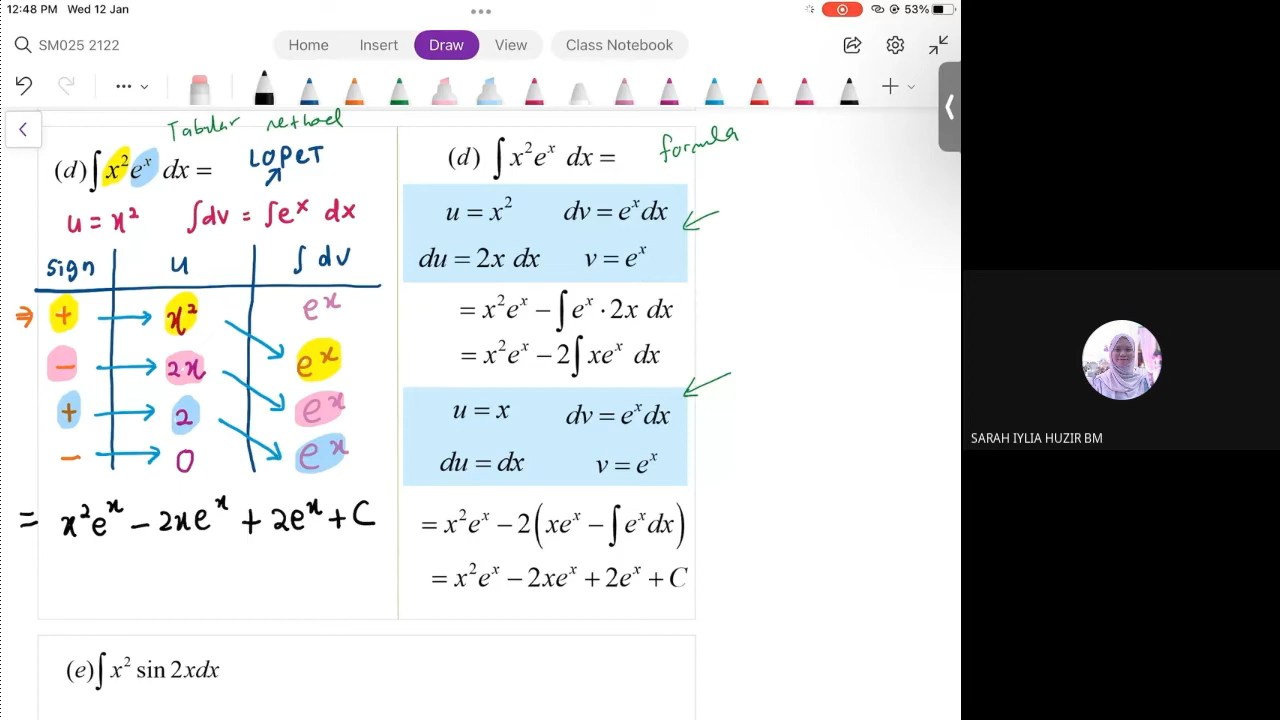 12:48 PM Wed 12 Jan
53%
SM025 2122
Home Insert Draw View Class Notebook
Tabular method
(d) ∫ x²eˣ dx =
LOPET
u = x² ∫dv = ∫eˣ dx
sign u ∫ dv
+ x² eˣ
− 2x eˣ
+ 2 eˣ
− 0 eˣ
= x²eˣ − 2xeˣ + 2eˣ + C
formula
(d) ∫ x²eˣ dx =
u = x² dv = eˣdx
du = 2x dx v = eˣ
= x²eˣ − ∫ eˣ · 2x dx
= x²eˣ − 2∫ xeˣ dx
u = x dv = eˣdx
du = dx v = eˣ
= x²eˣ − 2(xeˣ − ∫ eˣdx)
= x²eˣ − 2xeˣ + 2eˣ + C
(e) ∫ x² sin 2xdx
SARAH IYLIA HUZIR BM